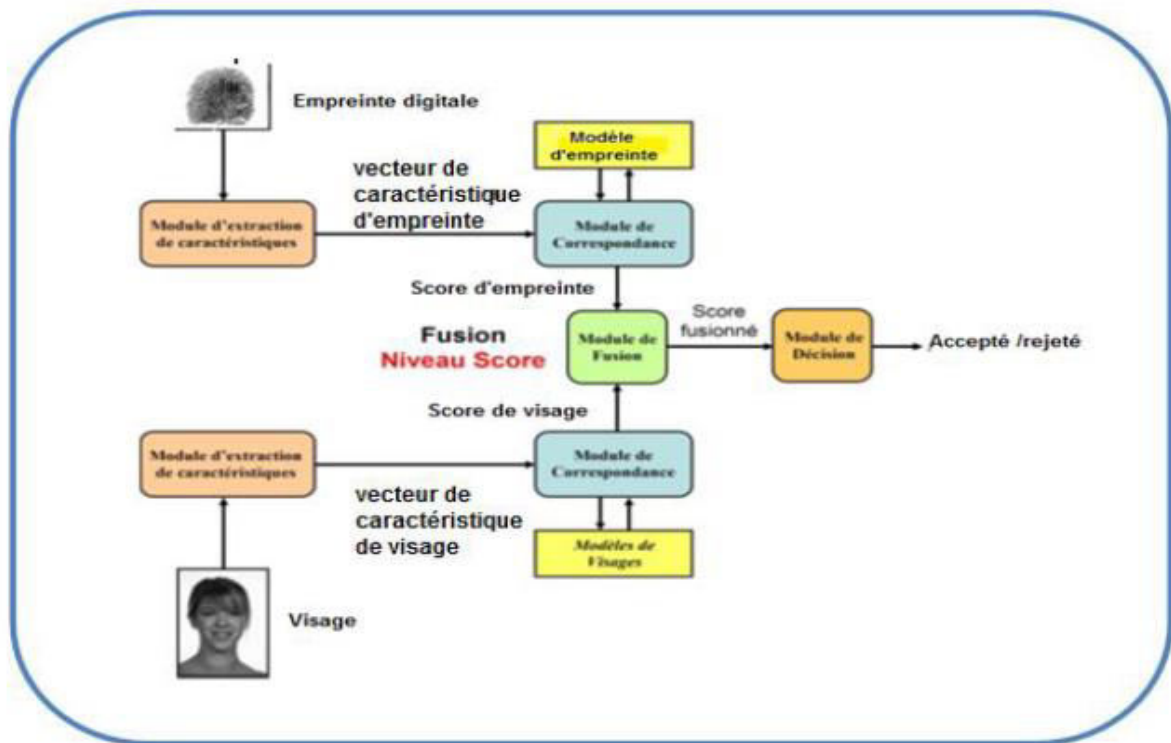 Empreinte digitale
Modèle
d'empreinte
vecteur de
caractéristique
d'empreinte
Module d'extraction
de caractéristiques
Module de
Correspondance
Score d'empreinte
Fusion
Niveau Score
Module de
Fusion
Score
fusionné
Module de
Décision
Accepté /rejeté
Score de visage
Module d'extraction
de caractéristiques
Module de
Correspondance
vecteur de
caractéristique
de visage
Modèles de
Visages
Visage